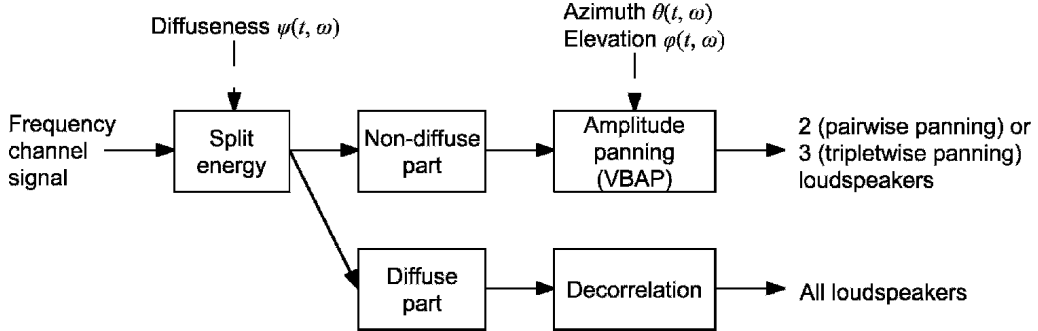 Diffuseness ψ(t, ω)
Azimuth θ(t, ω)
Elevation φ(t, ω)
Frequency
channel
signal
Split
energy
Non-diffuse
part
Amplitude
panning
(VBAP)
2 (pairwise panning) or
3 (tripletwise panning)
loudspeakers
Diffuse
part
Decorrelation
All loudspeakers